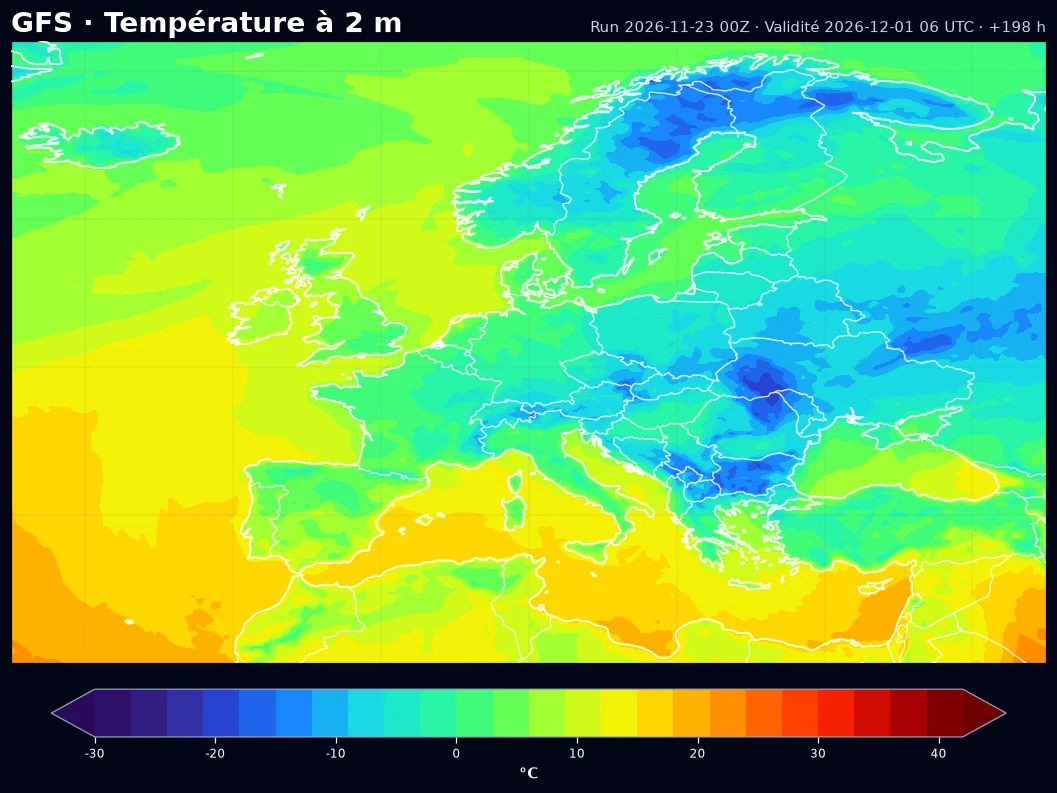 GFS · Température à 2 m
Run 2026-11-23 00Z · Validité 2026-12-01 06 UTC · +198 h
-30 -20 -10 0 10 20 30 40
°C